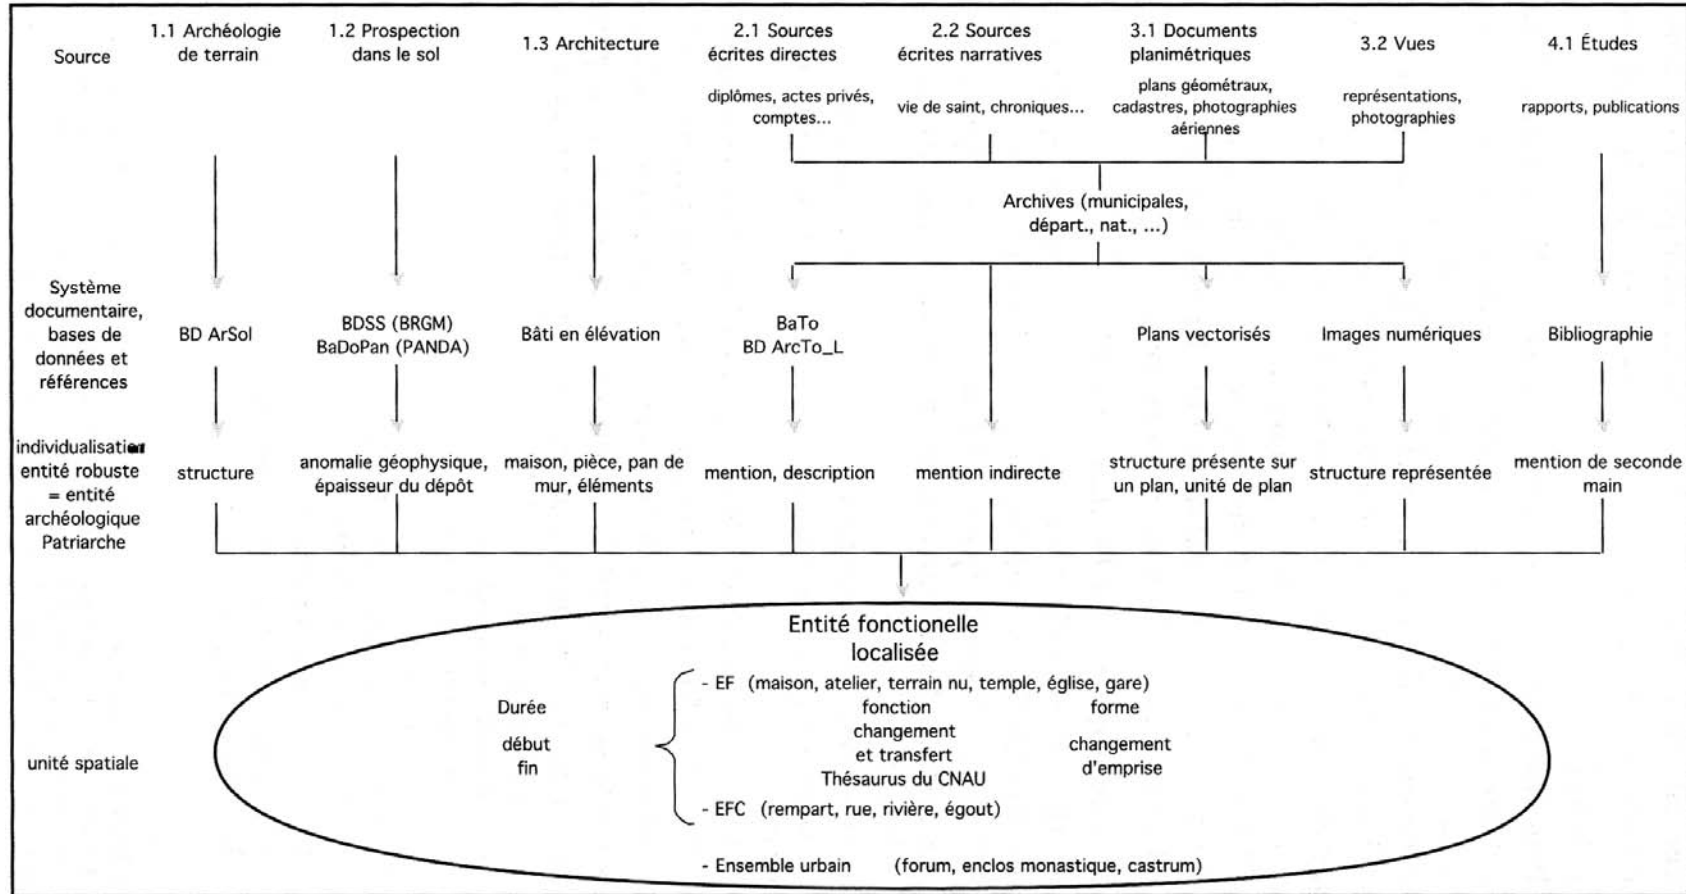 Source
1.1 Archéologie
de terrain
1.2 Prospection
dans le sol
1.3 Architecture
2.1 Sources
écrites directes
2.2 Sources
écrites narratives
3.1 Documents
planimétriques
3.2 Vues
4.1 Études
diplômes, actes privés,
comptes...
vie de saint, chroniques...
plans géométraux,
cadastres, photographies
aériennes
représentations,
photographies
rapports, publications
Archives (municipales,
départ., nat., ...)
Système
documentaire,
bases de
données et
références
BD ArSol
BDSS (BRGM)
BaDoPan (PANDA)
Bâti en élévation
BaTo
BD ArcTo_L
Plans vectorisés
Images numériques
Bibliographie
individualisation
entité robuste
= entité
archéologique
Patriarche
structure
anomalie géophysique,
épaisseur du dépôt
maison, pièce, pan de
mur, éléments
mention, description
mention indirecte
structure présente sur
un plan, unité de plan
structure représentée
mention de seconde
main
unité spatiale
Entité fonctionelle
localisée
Durée
début
fin
- EF (maison, atelier, terrain nu, temple, église, gare)
fonction
changement
et transfert
Thésaurus du CNAU
forme
changement
d'emprise
- EFC (rempart, rue, rivière, égout)
- Ensemble urbain (forum, enclos monastique, castrum)